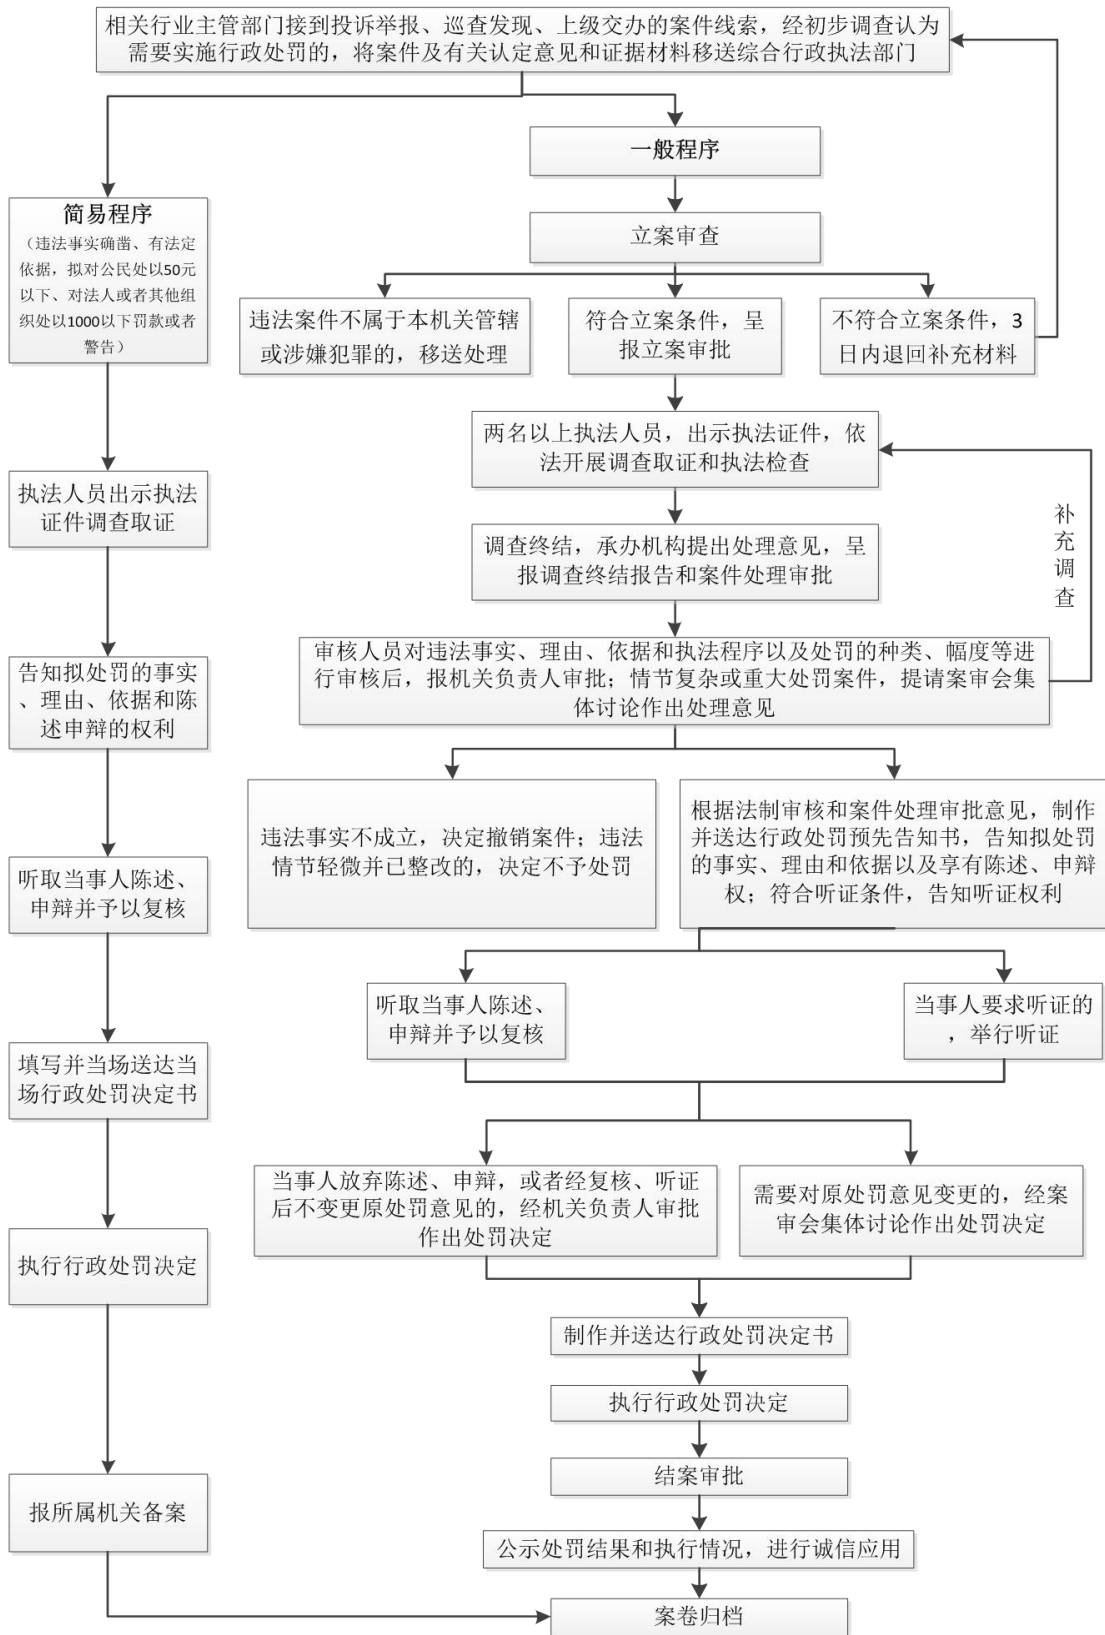 相关行业主管部门接到投诉举报、巡查发现、上级交办的案件线索，经初步调查认为
需要实施行政处罚的，将案件及有关认定意见和证据材料移送综合行政执法部门
一般程序
简易程序
（违法事实确凿、有法定
依据，拟对公民处以50元
以下、对法人或者其他组
织处以1000以下罚款或者
警告）
立案审查
违法案件不属于本机关管辖
或涉嫌犯罪的，移送处理
符合立案条件，呈
报立案审批
不符合立案条件，3
日内退回补充材料
两名以上执法人员，出示执法证件，依
法开展调查取证和执法检查
执法人员出示执法
证件调查取证
调查终结，承办机构提出处理意见，呈
报调查终结报告和案件处理审批
补
充
调
查
审核人员对违法事实、理由、依据和执法程序以及处罚的种类、幅度等进
行审核后，报机关负责人审批；情节复杂或重大处罚案件，提请案审会集
体讨论作出处理意见
告知拟处罚的事实
、理由、依据和陈
述申辩的权利
违法事实不成立，决定撤销案件；违法
情节轻微并已整改的，决定不予处罚
根据法制审核和案件处理审批意见，制作
并送达行政处罚预先告知书，告知拟处罚
的事实、理由和依据以及享有陈述、申辩
权；符合听证条件，告知听证权利
听取当事人陈述、
申辩并予以复核
听取当事人陈述、
申辩并予以复核
当事人要求听证的
，举行听证
填写并当场送达当
场行政处罚决定书
当事人放弃陈述、申辩，或者经复核、听证
后不变更原处罚意见的，经机关负责人审批
作出处罚决定
需要对原处罚意见变更的，经案
审会集体讨论作出处罚决定
执行行政处罚决定
制作并送达行政处罚决定书
执行行政处罚决定
结案审批
报所属机关备案
公示处罚结果和执行情况，进行诚信应用
案卷归档